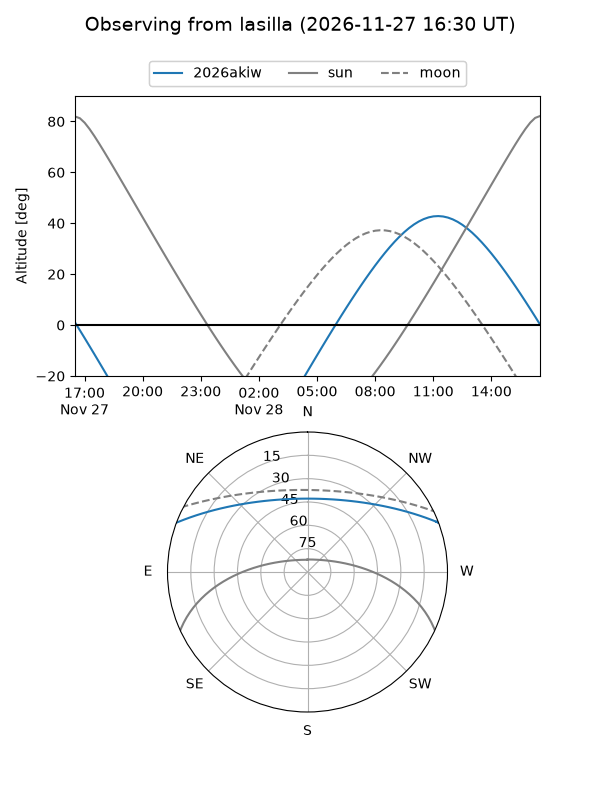 Observing from lasilla (2026-11-27 16:30 UT)
2026akiw sun moon
Altitude [deg]
80
60
40
20
0
−20
17:00 20:00 23:00 02:00 05:00 08:00 11:00 14:00
Nov 27 Nov 28
N
NE NW
15
30
45
60
75
E W
SE SW
S